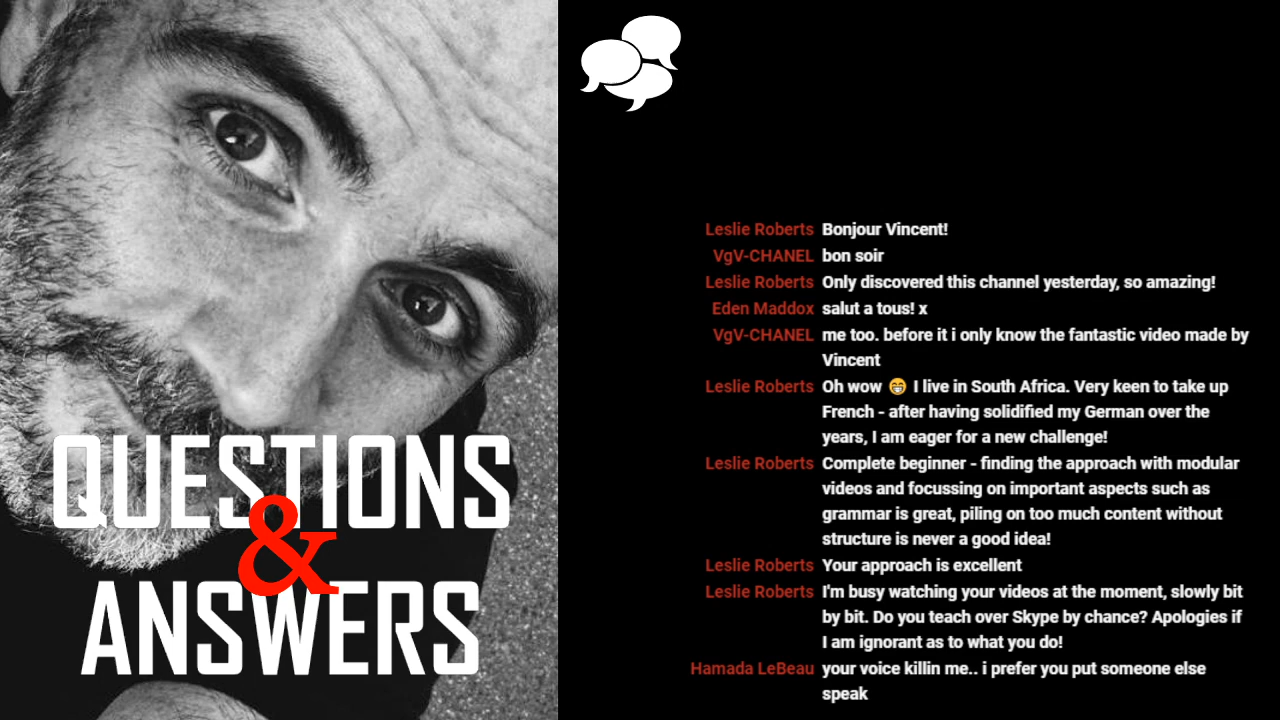 QUESTIONS
&
ANSWERS
Leslie Roberts Bonjour Vincent!
VgV-CHANEL bon soir
Leslie Roberts Only discovered this channel yesterday, so amazing!
Eden Maddox salut a tous! x
VgV-CHANEL me too. before it i only know the fantastic video made by
Vincent
Leslie Roberts Oh wow 😁 I live in South Africa. Very keen to take up
French - after having solidified my German over the
years, I am eager for a new challenge!
Leslie Roberts Complete beginner - finding the approach with modular
videos and focussing on important aspects such as
grammar is great, piling on too much content without
structure is never a good idea!
Leslie Roberts Your approach is excellent
Leslie Roberts I'm busy watching your videos at the moment, slowly bit
by bit. Do you teach over Skype by chance? Apologies if
I am ignorant as to what you do!
Hamada LeBeau your voice killin me.. i prefer you put someone else
speak